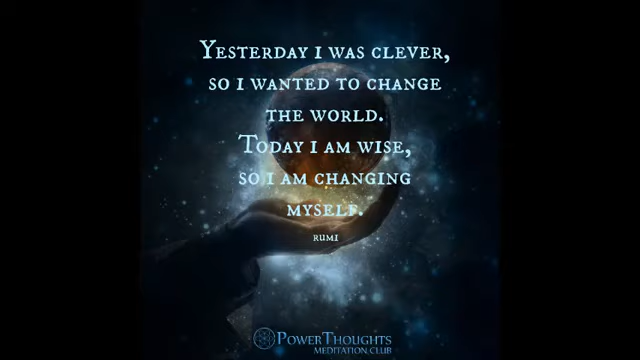 Yesterday I was clever,
so I wanted to change
the world.
Today I am wise,
so I am changing
myself.
Rumi
PowerThoughts
Meditation Club